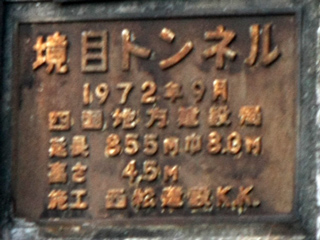 境目トンネル
1972年9月
四国地方建設局
延長 855M 巾8.0M
高さ 4.5M
施工 西松建設K.K.